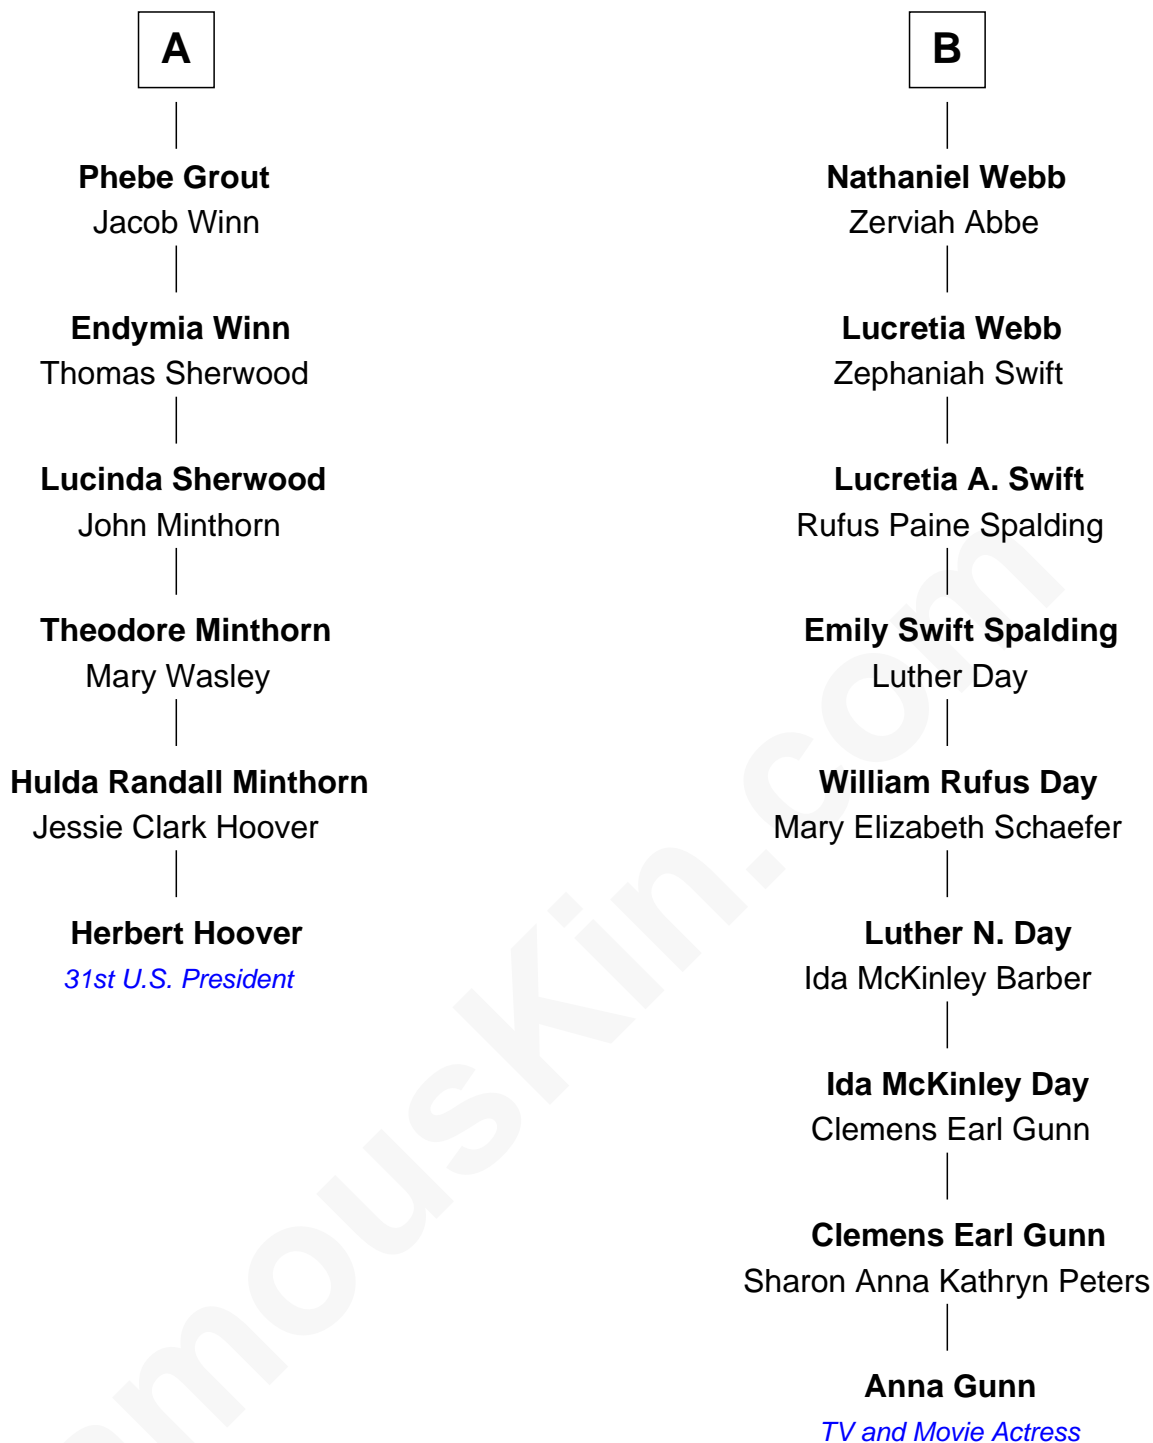 A
Phebe Grout
Jacob Winn
Endymia Winn
Thomas Sherwood
Lucinda Sherwood
John Minthorn
Theodore Minthorn
Mary Wasley
Hulda Randall Minthorn
Jessie Clark Hoover
Herbert Hoover
31st U.S. President
B
Nathaniel Webb
Zerviah Abbe
Lucretia Webb
Zephaniah Swift
Lucretia A. Swift
Rufus Paine Spalding
Emily Swift Spalding
Luther Day
William Rufus Day
Mary Elizabeth Schaefer
Luther N. Day
Ida McKinley Barber
Ida McKinley Day
Clemens Earl Gunn
Clemens Earl Gunn
Sharon Anna Kathryn Peters
Anna Gunn
TV and Movie Actress
amousKin.com